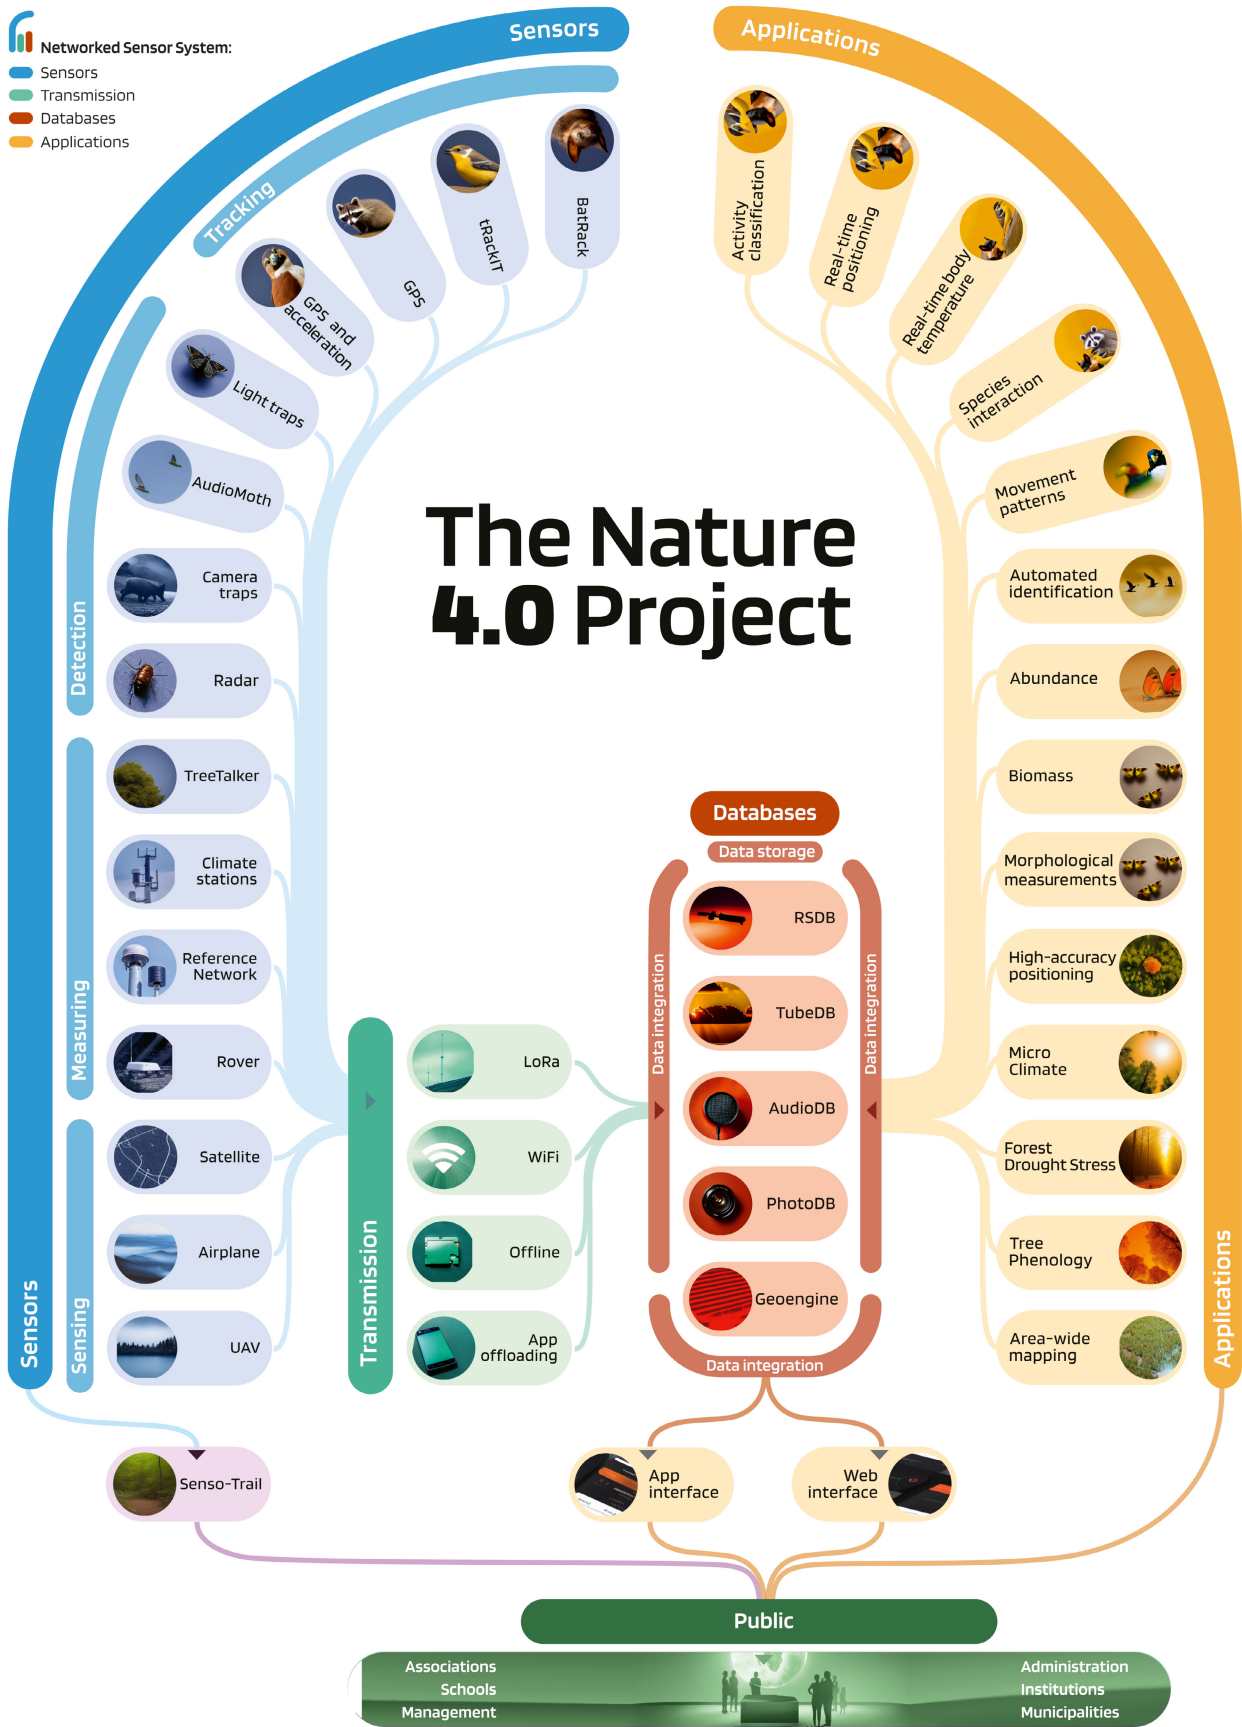 Networked Sensor System:
Sensors
Transmission
Databases
Applications
Sensors
Applications
Tracking
BatRack
tRackIT
GPS
GPS and
acceleration
Light traps
AudioMoth
Camera
traps
Radar
Detection
TreeTalker
Climate
stations
Reference
Network
Rover
Measuring
Satellite
Airplane
UAV
Sensing
Sensors
Activity
classification
Real-time
positioning
Real-time body
temperature
Species
interaction
Movement
patterns
Automated
identification
Abundance
Biomass
Morphological
measurements
High-accuracy
positioning
Micro
Climate
Forest
Drought Stress
Tree
Phenology
Area-wide
mapping
Applications
The Nature
4.0 Project
Databases
Data storage
RSDB
TubeDB
AudioDB
PhotoDB
Geoengine
Data integration
Data integration
Data integration
Transmission
LoRa
WiFi
Offline
App
offloading
Senso-Trail
App
interface
Web
interface
Public
Associations
Schools
Management
Administration
Institutions
Municipalities